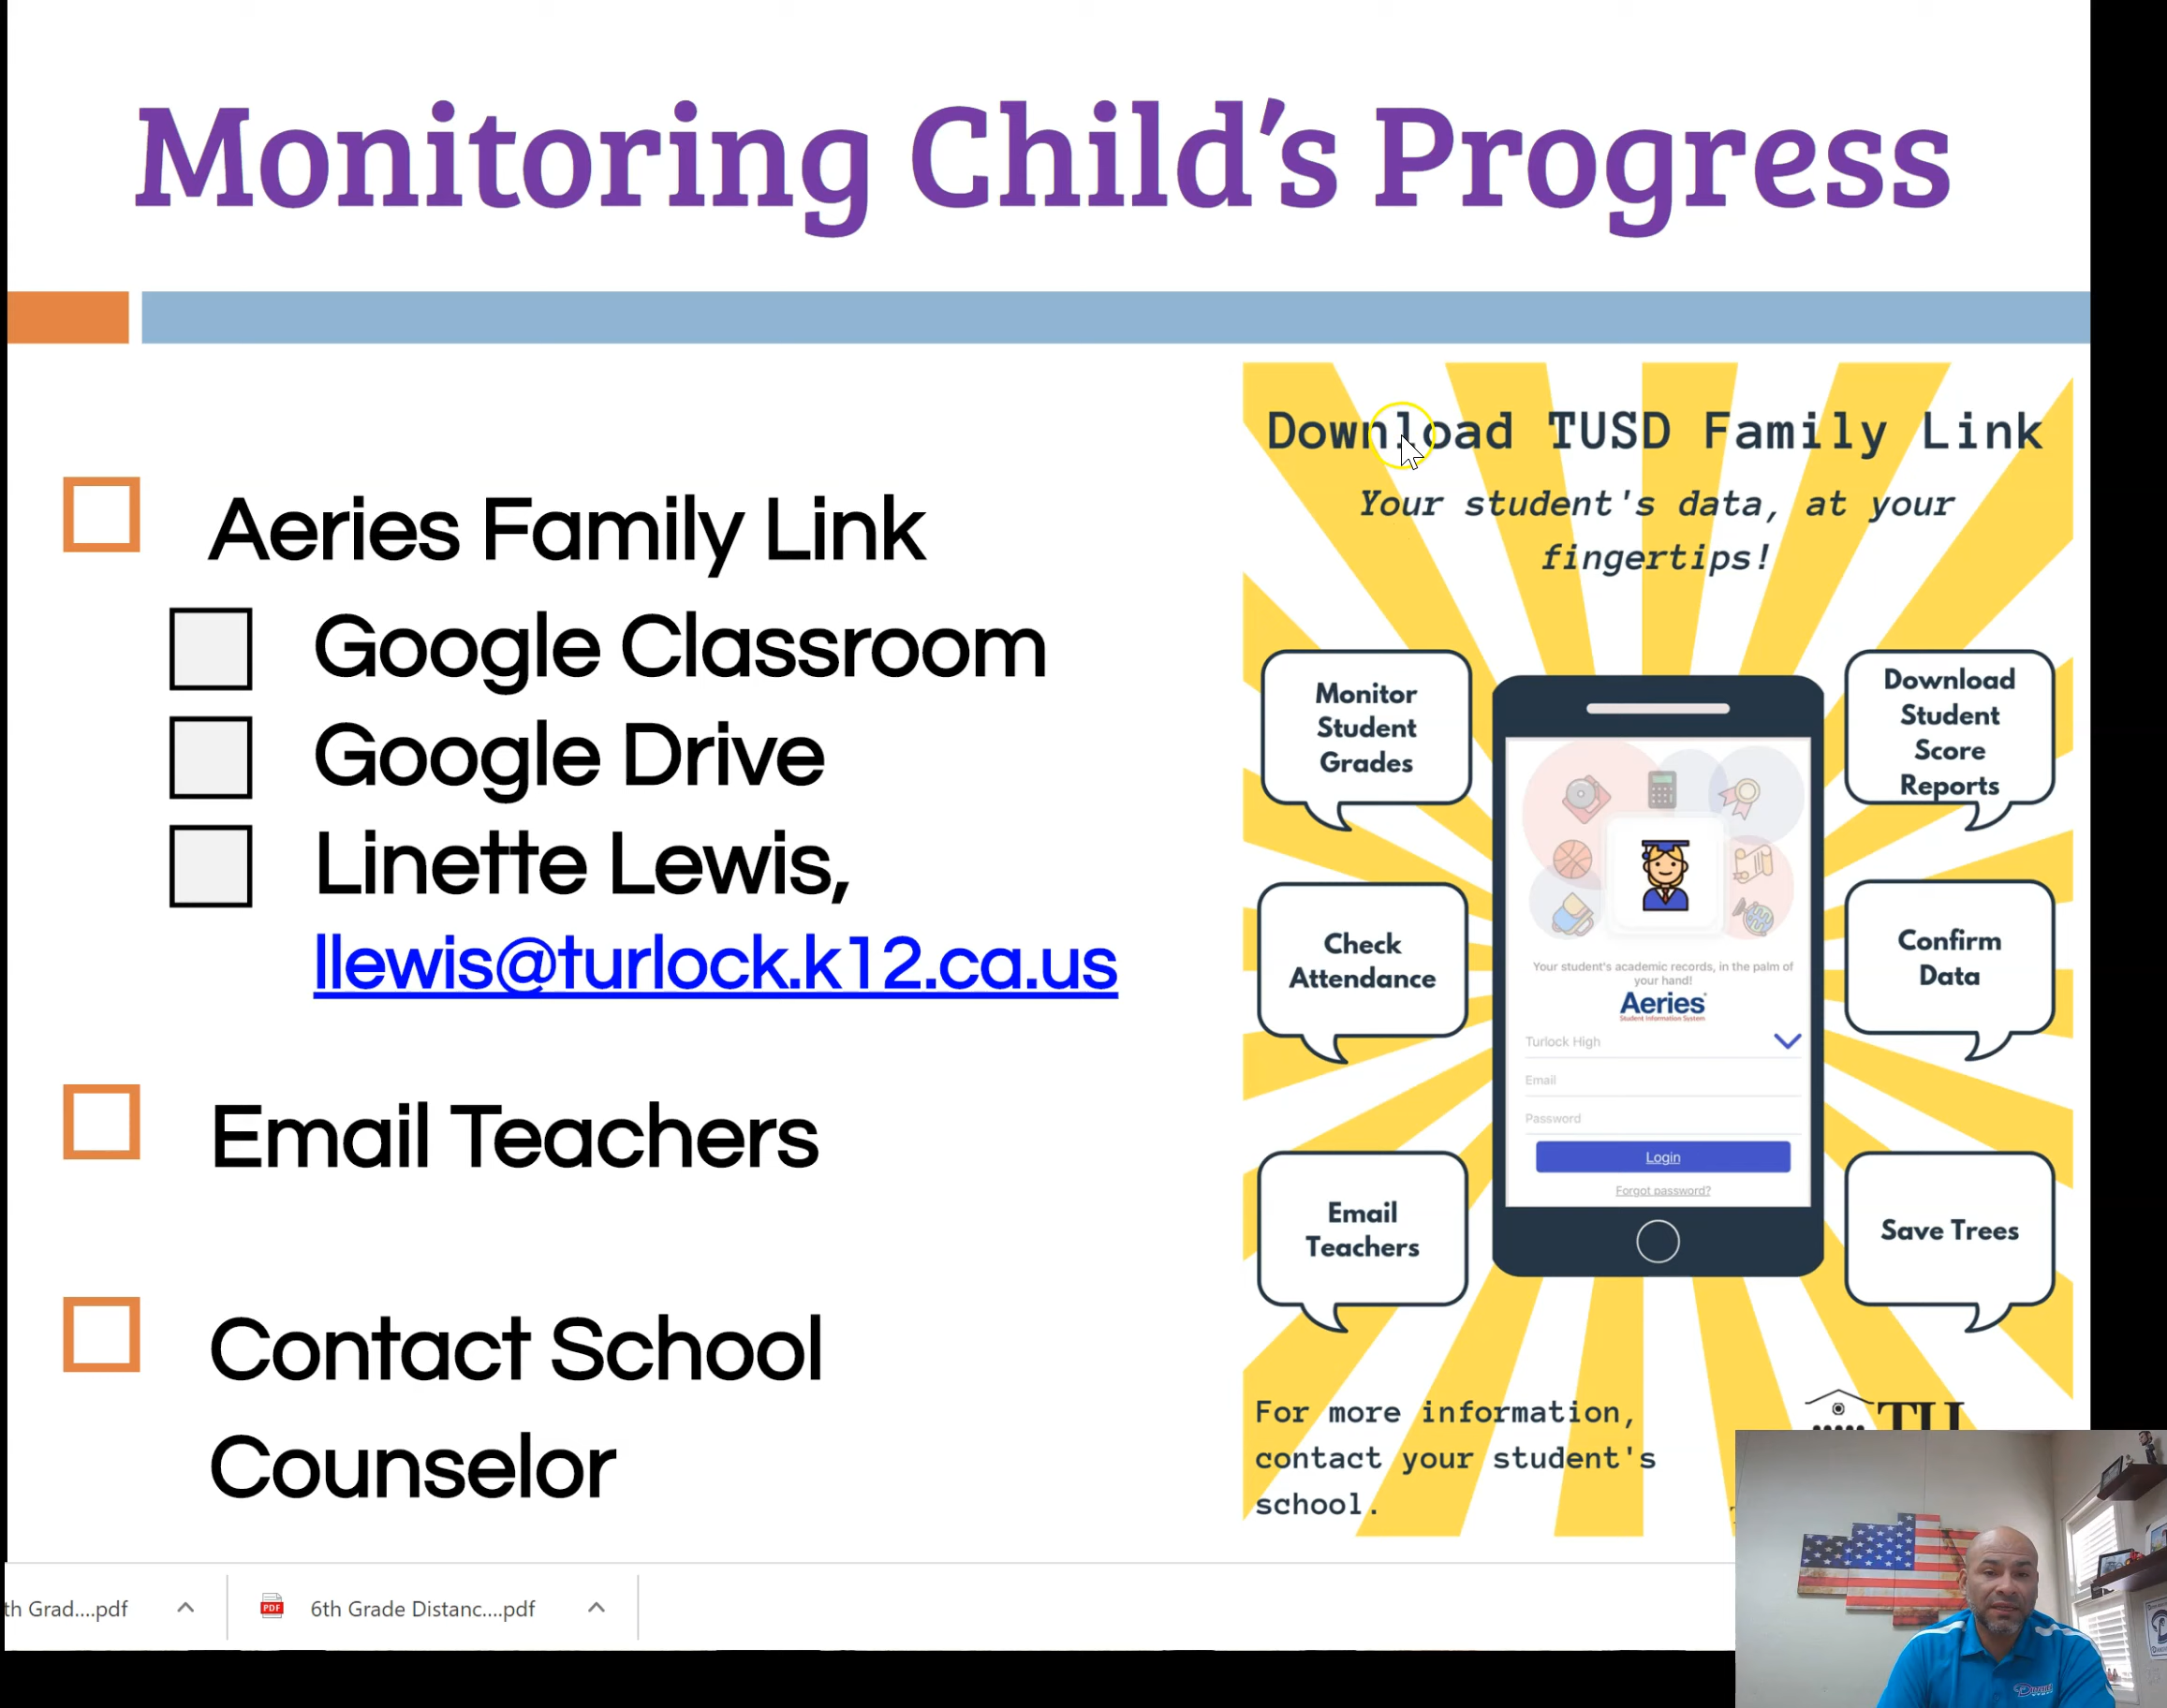 Monitoring Child's Progress
Aeries Family Link
Google Classroom
Google Drive
Linette Lewis,
llewis@turlock.k12.ca.us
Email Teachers
Contact School
Counselor
Download TUSD Family Link
Your student's data, at your
fingertips!
Monitor
Student
Grades
Download
Student
Score
Reports
Check
Attendance
Confirm
Data
Email
Teachers
Save Trees
Your student's academic records, in the palm of
your hand!
Aeries
Student Information System
Turlock High
Email
Password
Login
Forgot password?
For more information,
contact your student's
school.
TU
th Grad....pdf
PDF
6th Grade Distanc....pdf